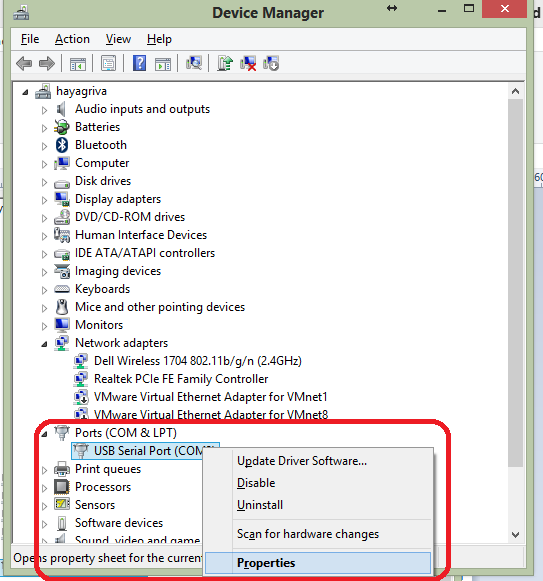 Device Manager
File Action View Help
hayagriva
Audio inputs and outputs
Batteries
Bluetooth
Computer
Disk drives
Display adapters
DVD/CD-ROM drives
Human Interface Devices
IDE ATA/ATAPI controllers
Imaging devices
Keyboards
Mice and other pointing devices
Monitors
Network adapters
Dell Wireless 1704 802.11b/g/n (2.4GHz)
Realtek PCIe FE Family Controller
VMware Virtual Ethernet Adapter for VMnet1
VMware Virtual Ethernet Adapter for VMnet8
Ports (COM & LPT)
USB Serial Port (COM
Print queues
Processors
Sensors
Software devices
Sound, video and game
Update Driver Software...
Disable
Uninstall
Scan for hardware changes
Properties
Opens property sheet for the current